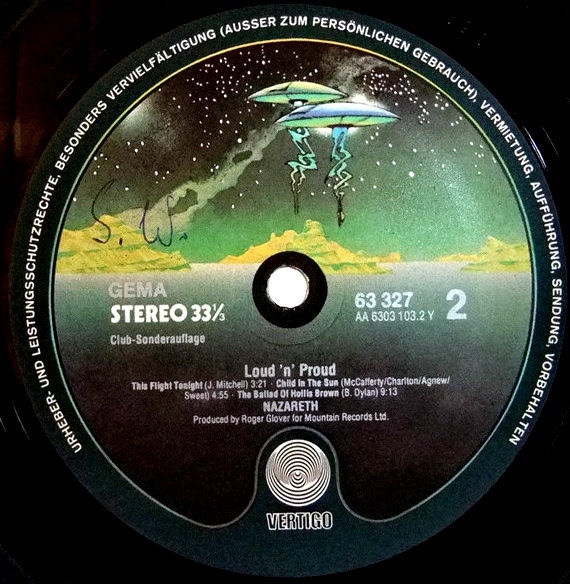 URHEBER UND LEISTUNGSSCHUTZRECHTE, BESONDERS VERVIELFÄLTIGUNG (AUSSER ZUM PERSÖNLICHEN GEBRAUCH), VERMIETUNG, AUFFÜHRUNG, SENDUNG, VORBEHALTEN
S. W.
GEMA
STEREO 33⅓
Club-Sonderauflage
63 327
AA 6303 103.2 Y
2
Loud 'n' Proud
This Flight Tonight (J. Mitchell) 3:21 · Child In The Sun (McCafferty/Charlton/Agnew/
Sweet) 4:55 · The Ballad Of Hollis Brown (B. Dylan) 9:13
NAZARETH
Produced by Roger Glover for Mountain Records Ltd.
VERTIGO